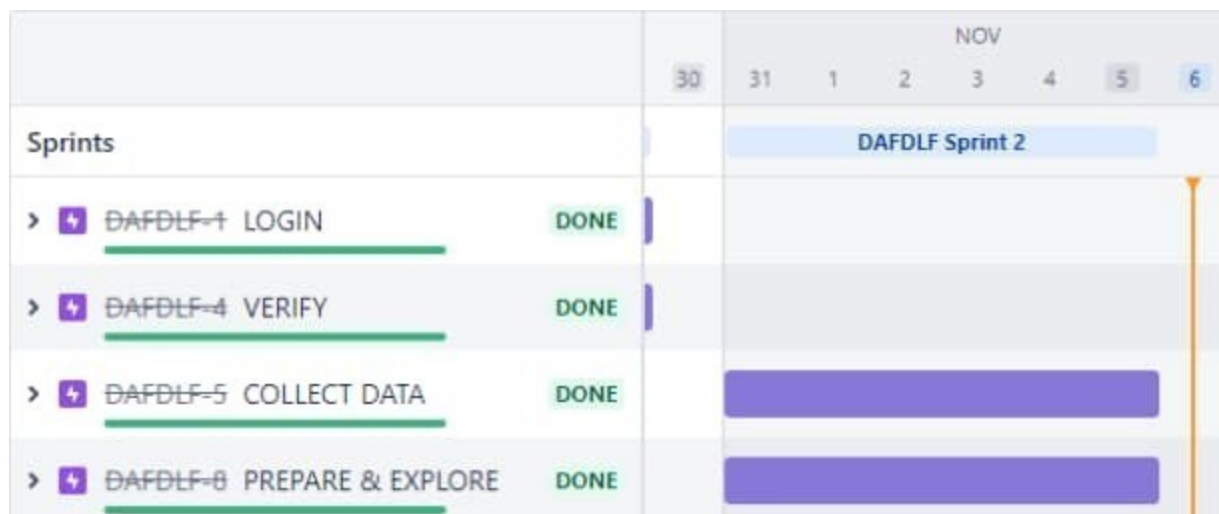 NOV
30 31 1 2 3 4 5 6
Sprints DAFDLF Sprint 2
DAFDLF-1 LOGIN DONE
DAFDLF-4 VERIFY DONE
DAFDLF-5 COLLECT DATA DONE
DAFDLF-8 PREPARE & EXPLORE DONE